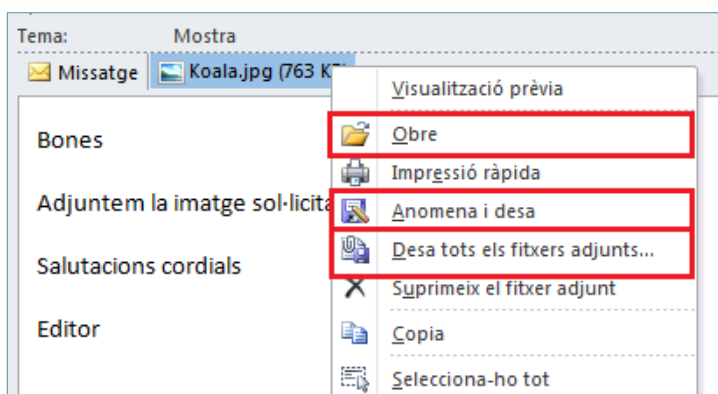 Tema: Mostra
Missatge Koala.jpg (763 K
Visualització prèvia
Bones
Obre
Impressió ràpida
Adjuntem la imatge sol·licita
Anomena i desa
Desa tots els fitxers adjunts...
Salutacions cordials
Suprimeix el fitxer adjunt
Editor
Copia
Selecciona-ho tot